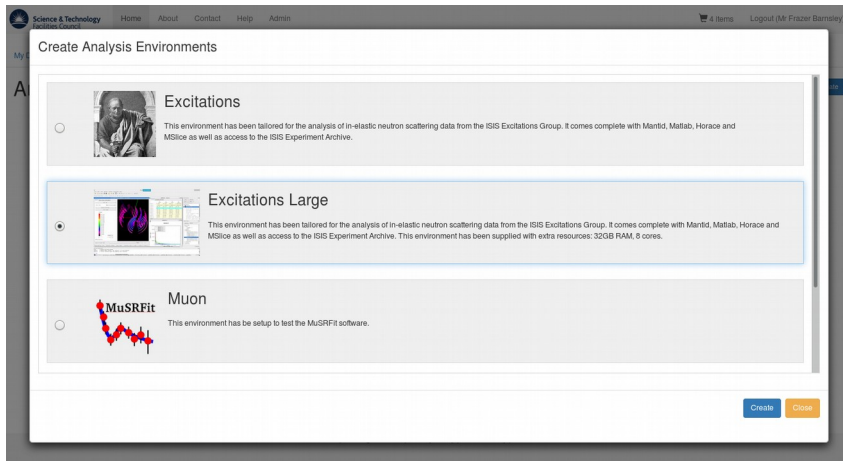 Science & Technology
Facilities Council
Home About Contact Help Admin
4 Items Logout (Mr Frazer Barnsley
My D
Create Analysis Environments
Excitations
This environment has been tailored for the analysis of in-elastic neutron scattering data from the ISIS Excitations Group. It comes complete with Mantid, Matlab, Horace and
MSlice as well as access to the ISIS Experiment Archive.
Excitations Large
This environment has been tailored for the analysis of in-elastic neutron scattering data from the ISIS Excitations Group. It comes complete with Mantid, Matlab, Horace and
MSlice as well as access to the ISIS Experiment Archive. This environment has been supplied with extra resources: 32GB RAM, 8 cores.
MuSRFit
Muon
This environment has be setup to test the MuSRFit software.
Create Close